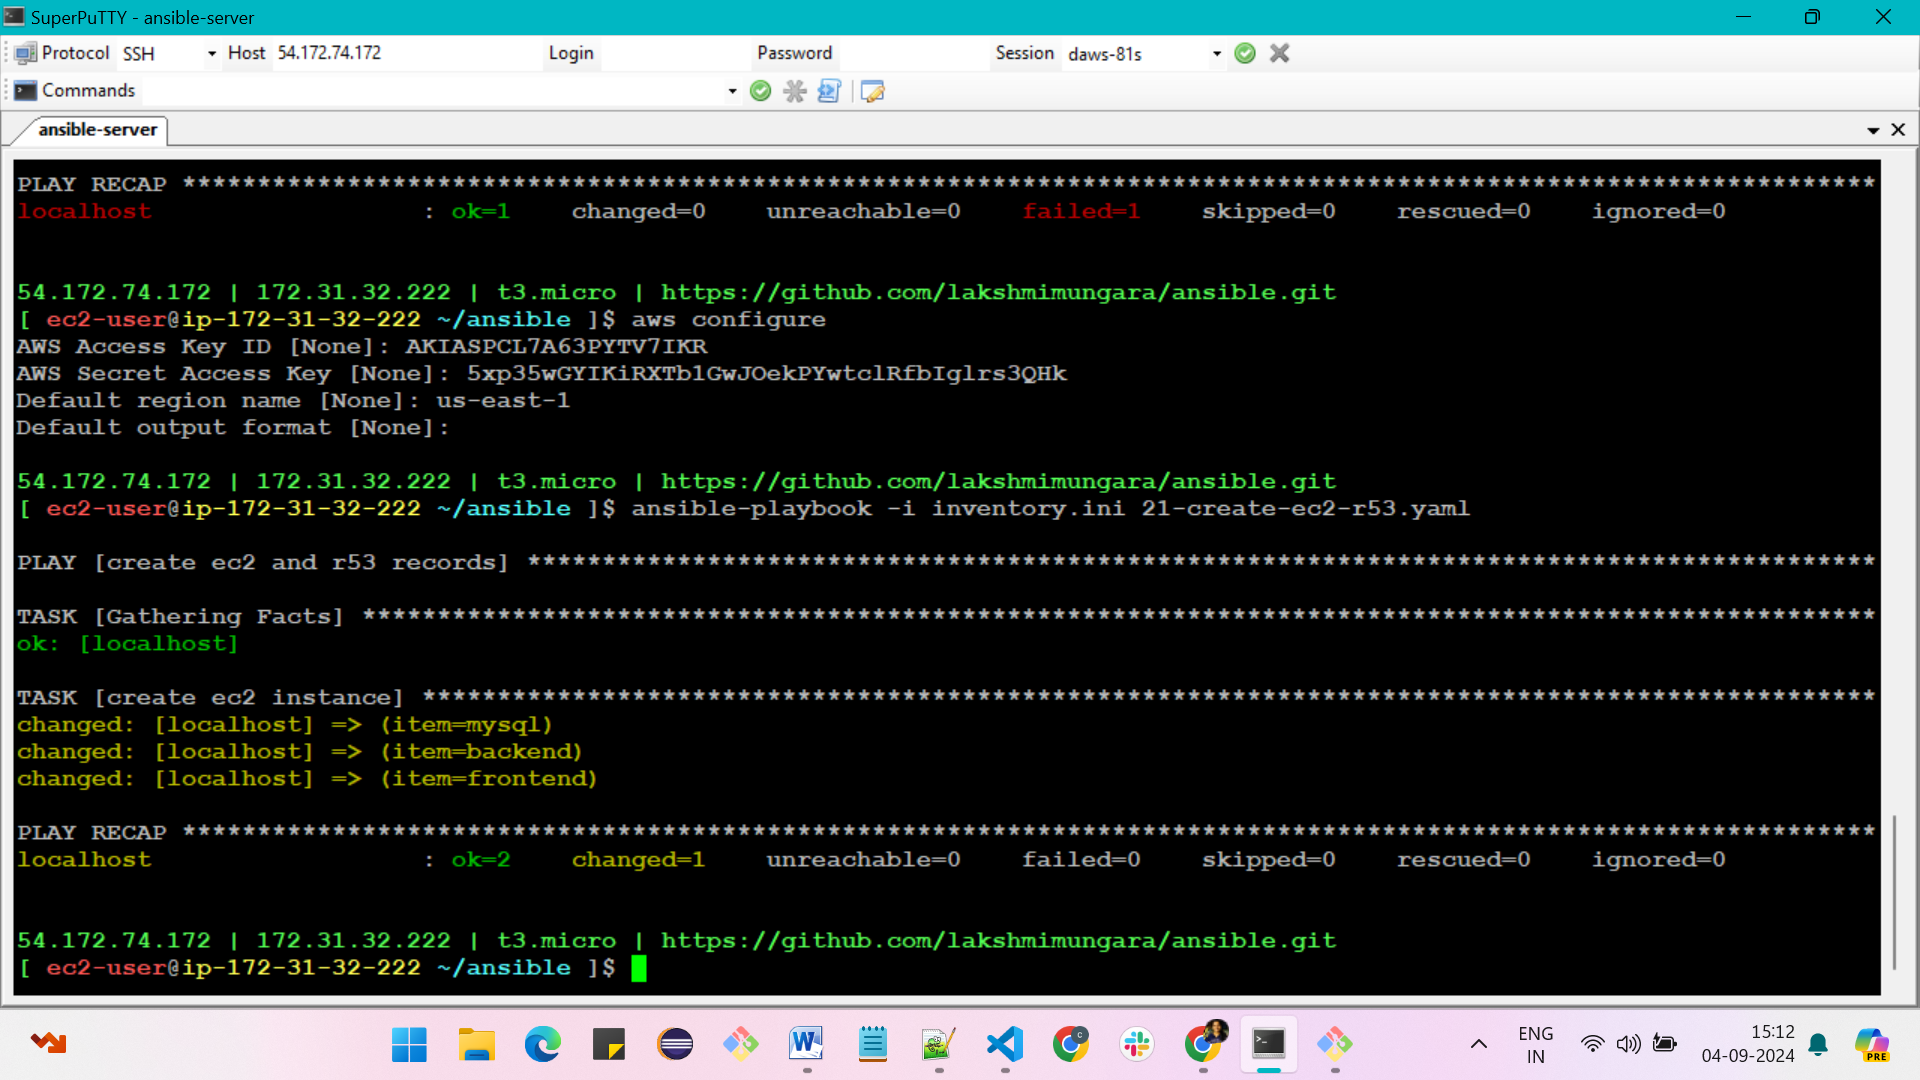 SuperPuTTY - ansible-server
Protocol SSH Host 54.172.74.172 Login Password Session daws-81s
Commands
ansible-server
PLAY RECAP *****************************************************************************************************************
localhost : ok=1 changed=0 unreachable=0 failed=1 skipped=0 rescued=0 ignored=0
54.172.74.172 | 172.31.32.222 | t3.micro | https://github.com/lakshmimungara/ansible.git
[ ec2-user@ip-172-31-32-222 ~/ansible ]$ aws configure
AWS Access Key ID [None]:
AWS Secret Access Key [None]:
Default region name [None]: us-east-1
Default output format [None]:
54.172.74.172 | 172.31.32.222 | t3.micro | https://github.com/lakshmimungara/ansible.git
[ ec2-user@ip-172-31-32-222 ~/ansible ]$ ansible-playbook -i inventory.ini 21-create-ec2-r53.yaml
PLAY [create ec2 and r53 records] ******************************************************************************************
TASK [Gathering Facts] *****************************************************************************************************
ok: [localhost]
TASK [create ec2 instance] *************************************************************************************************
changed: [localhost] => (item=mysql)
changed: [localhost] => (item=backend)
changed: [localhost] => (item=frontend)
PLAY RECAP *****************************************************************************************************************
localhost : ok=2 changed=1 unreachable=0 failed=0 skipped=0 rescued=0 ignored=0
54.172.74.172 | 172.31.32.222 | t3.micro | https://github.com/lakshmimungara/ansible.git
[ ec2-user@ip-172-31-32-222 ~/ansible ]$
ENG
IN
15:12
04-09-2024
PRE